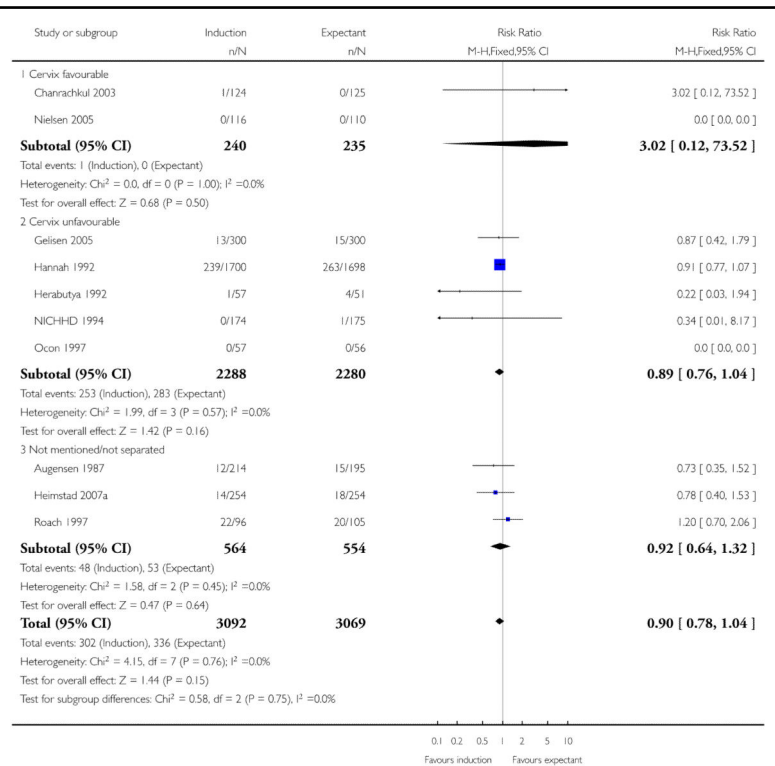 Study or subgroup Induction Expectant Risk Ratio Risk Ratio
n/N n/N M-H,Fixed,95% CI M-H,Fixed,95% CI
1 Cervix favourable
Chanrachkul 2003 1/124 0/125 3.02 [ 0.12, 73.52 ]
Nielsen 2005 0/116 0/110 0.0 [ 0.0, 0.0 ]
Subtotal (95% CI) 240 235 3.02 [ 0.12, 73.52 ]
Total events: 1 (Induction), 0 (Expectant)
Heterogeneity: Chi² = 0.0, df = 0 (P = 1.00); I² =0.0%
Test for overall effect: Z = 0.68 (P = 0.50)
2 Cervix unfavourable
Gelisen 2005 13/300 15/300 0.87 [ 0.42, 1.79 ]
Hannah 1992 239/1700 263/1698 0.91 [ 0.77, 1.07 ]
Herabutya 1992 1/57 4/51 0.22 [ 0.03, 1.94 ]
NICHHD 1994 0/174 1/175 0.34 [ 0.01, 8.17 ]
Ocon 1997 0/57 0/56 0.0 [ 0.0, 0.0 ]
Subtotal (95% CI) 2288 2280 0.89 [ 0.76, 1.04 ]
Total events: 253 (Induction), 283 (Expectant)
Heterogeneity: Chi² = 1.99, df = 3 (P = 0.57); I² =0.0%
Test for overall effect: Z = 1.42 (P = 0.16)
3 Not mentioned/not separated
Augensen 1987 12/214 15/195 0.73 [ 0.35, 1.52 ]
Heimstad 2007a 14/254 18/254 0.78 [ 0.40, 1.53 ]
Roach 1997 22/96 20/105 1.20 [ 0.70, 2.06 ]
Subtotal (95% CI) 564 554 0.92 [ 0.64, 1.32 ]
Total events: 48 (Induction), 53 (Expectant)
Heterogeneity: Chi² = 1.58, df = 2 (P = 0.45); I² =0.0%
Test for overall effect: Z = 0.47 (P = 0.64)
Total (95% CI) 3092 3069 0.90 [ 0.78, 1.04 ]
Total events: 302 (Induction), 336 (Expectant)
Heterogeneity: Chi² = 4.15, df = 7 (P = 0.76); I² =0.0%
Test for overall effect: Z = 1.44 (P = 0.15)
Test for subgroup differences: Chi² = 0.58, df = 2 (P = 0.75), I² =0.0%
0.1 0.2 0.5 1 2 5 10
Favours induction Favours expectant